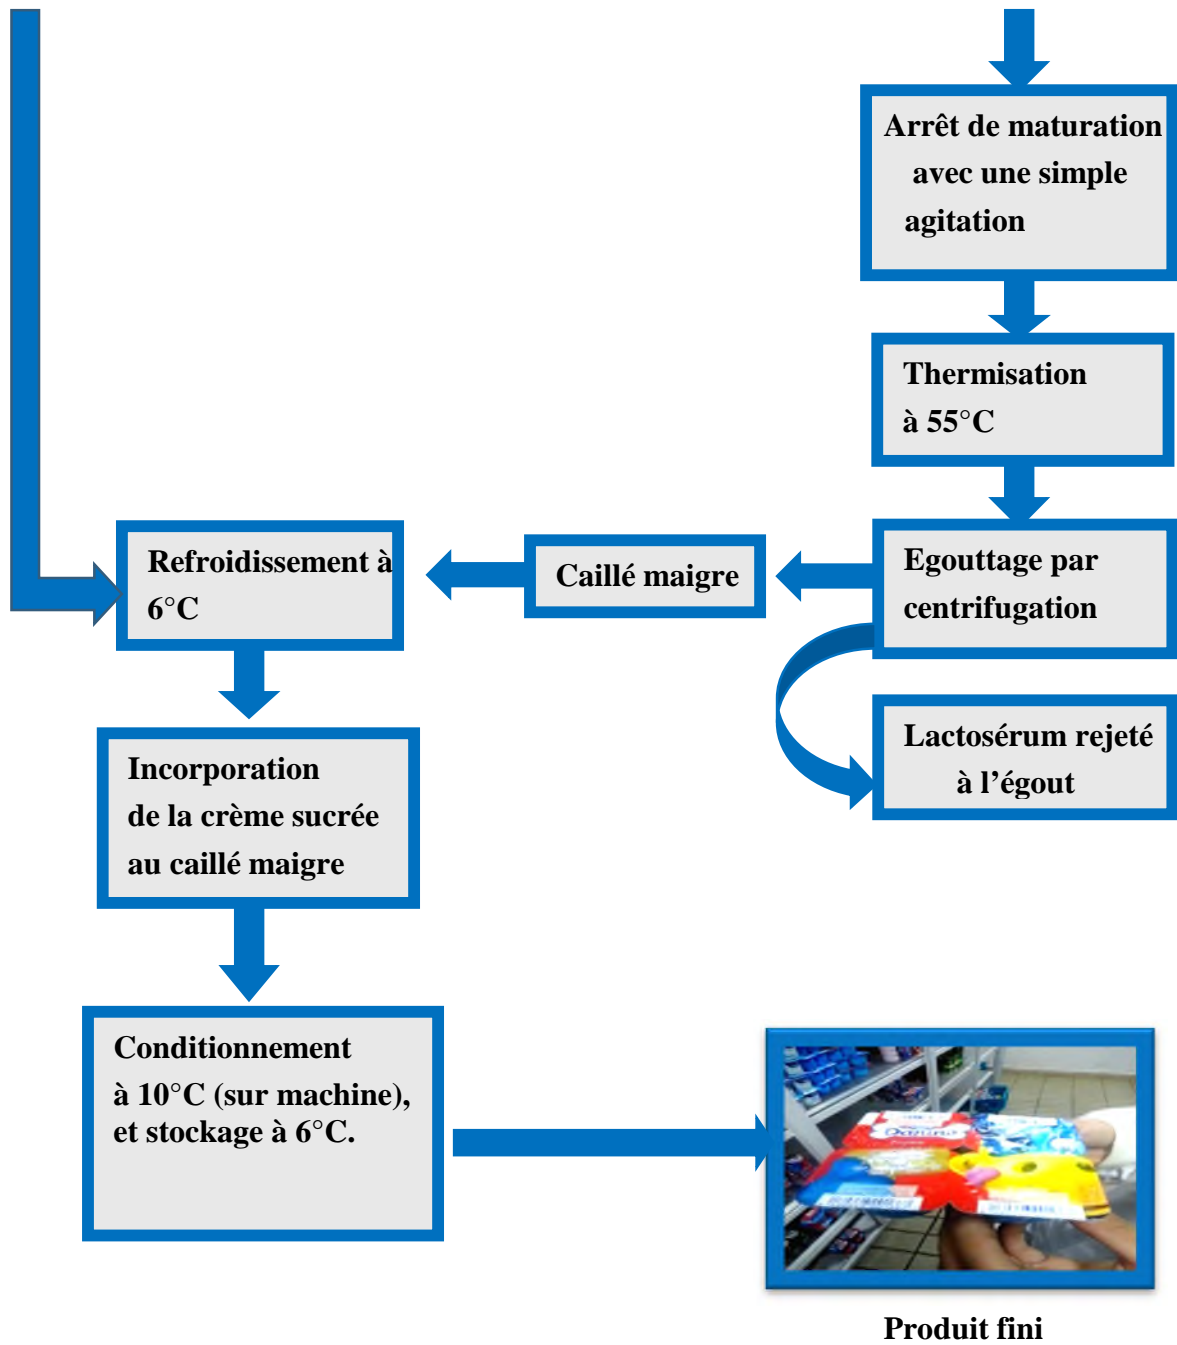 Arrêt de maturation
avec une simple
agitation
Thermisation
à 55°C
Egouttage par
centrifugation
Caillé maigre
Refroidissement à
6°C
Lactosérum rejeté
à l’égout
Incorporation
de la crème sucrée
au caillé maigre
Conditionnement
à 10°C (sur machine),
et stockage à 6°C.
Produit fini